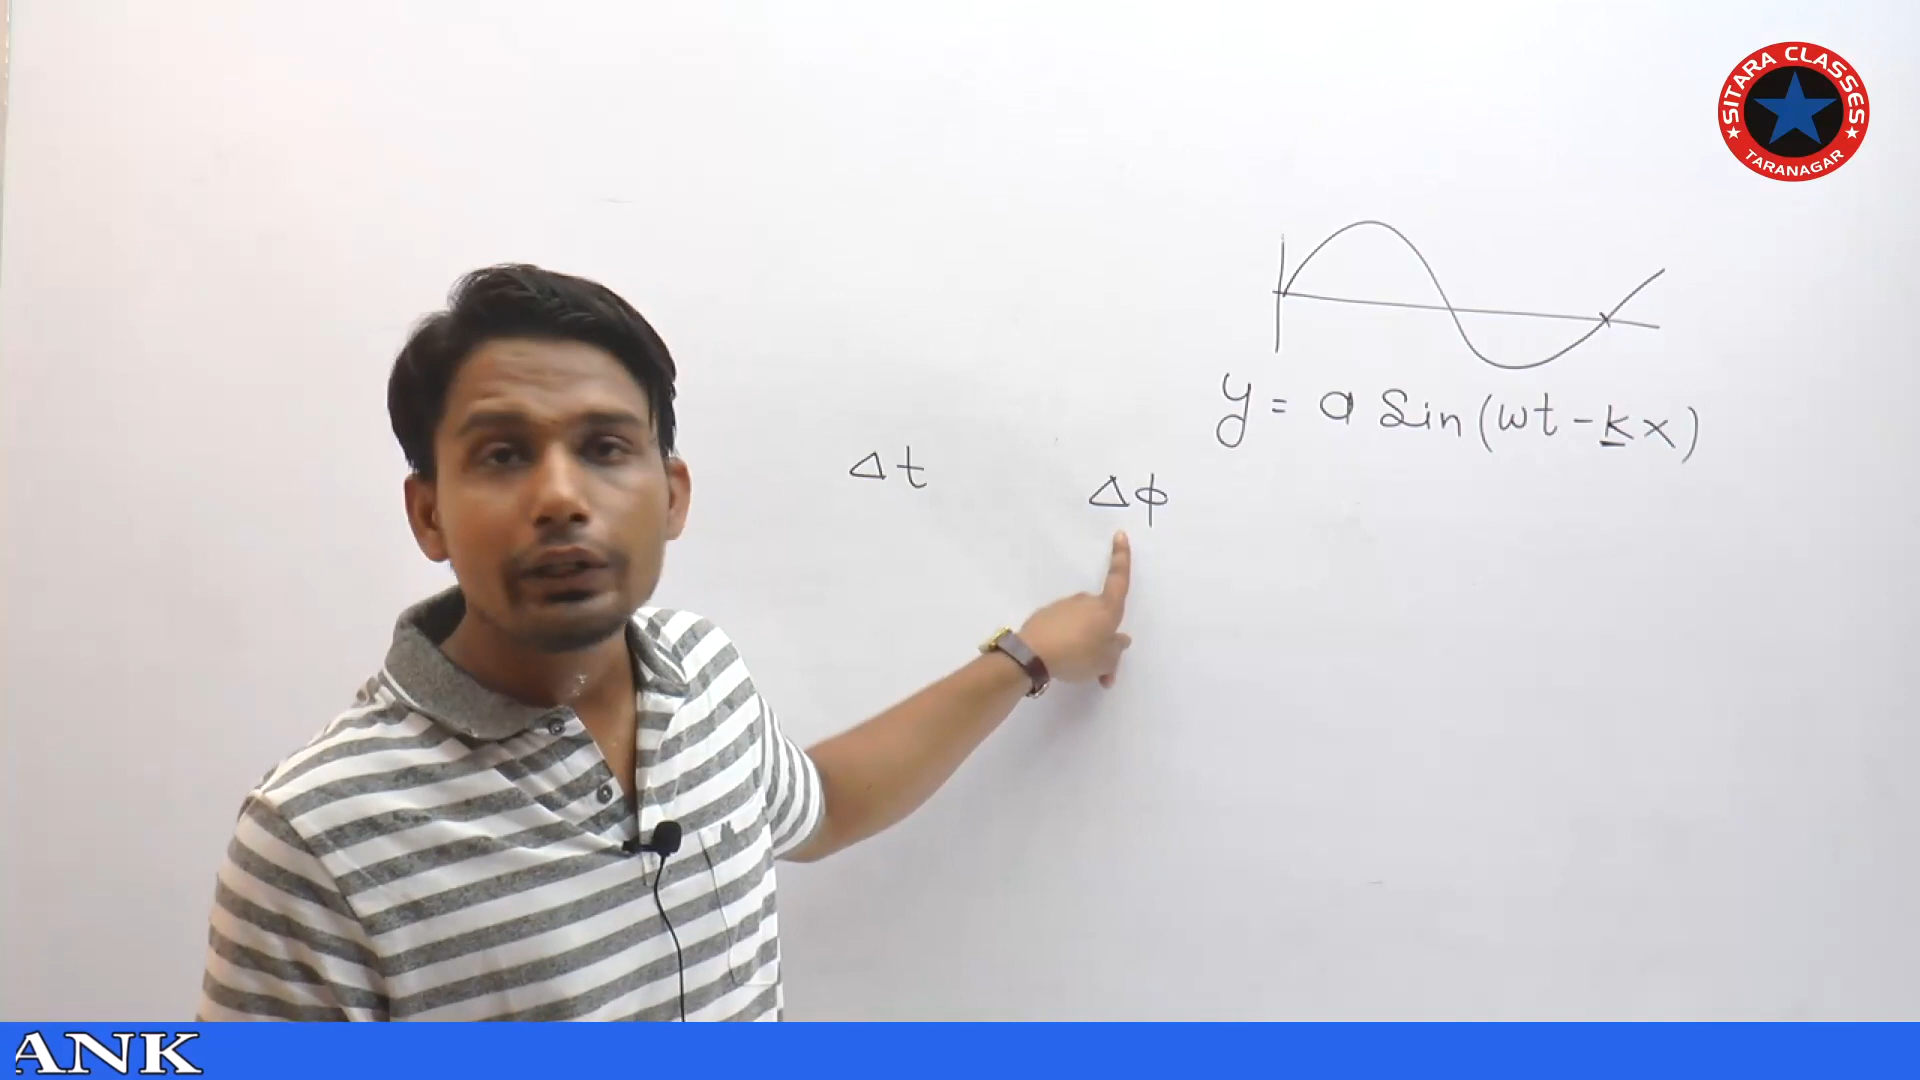 SITARA CLASSES
TARANAGAR
y = a Sin(ωt - kx)
Δt
Δϕ
ANK